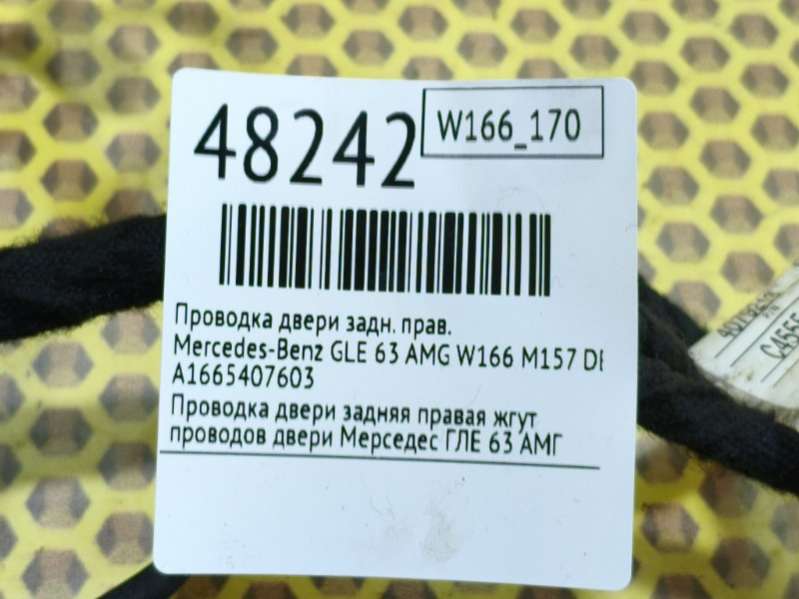 48242
W166_170
Проводка двери задн. прав.
Mercedes-Benz GLE 63 AMG W166 M157 DE
A1665407603
Проводка двери задняя правая жгут
проводов двери Мерседес ГЛЕ 63 АМГ